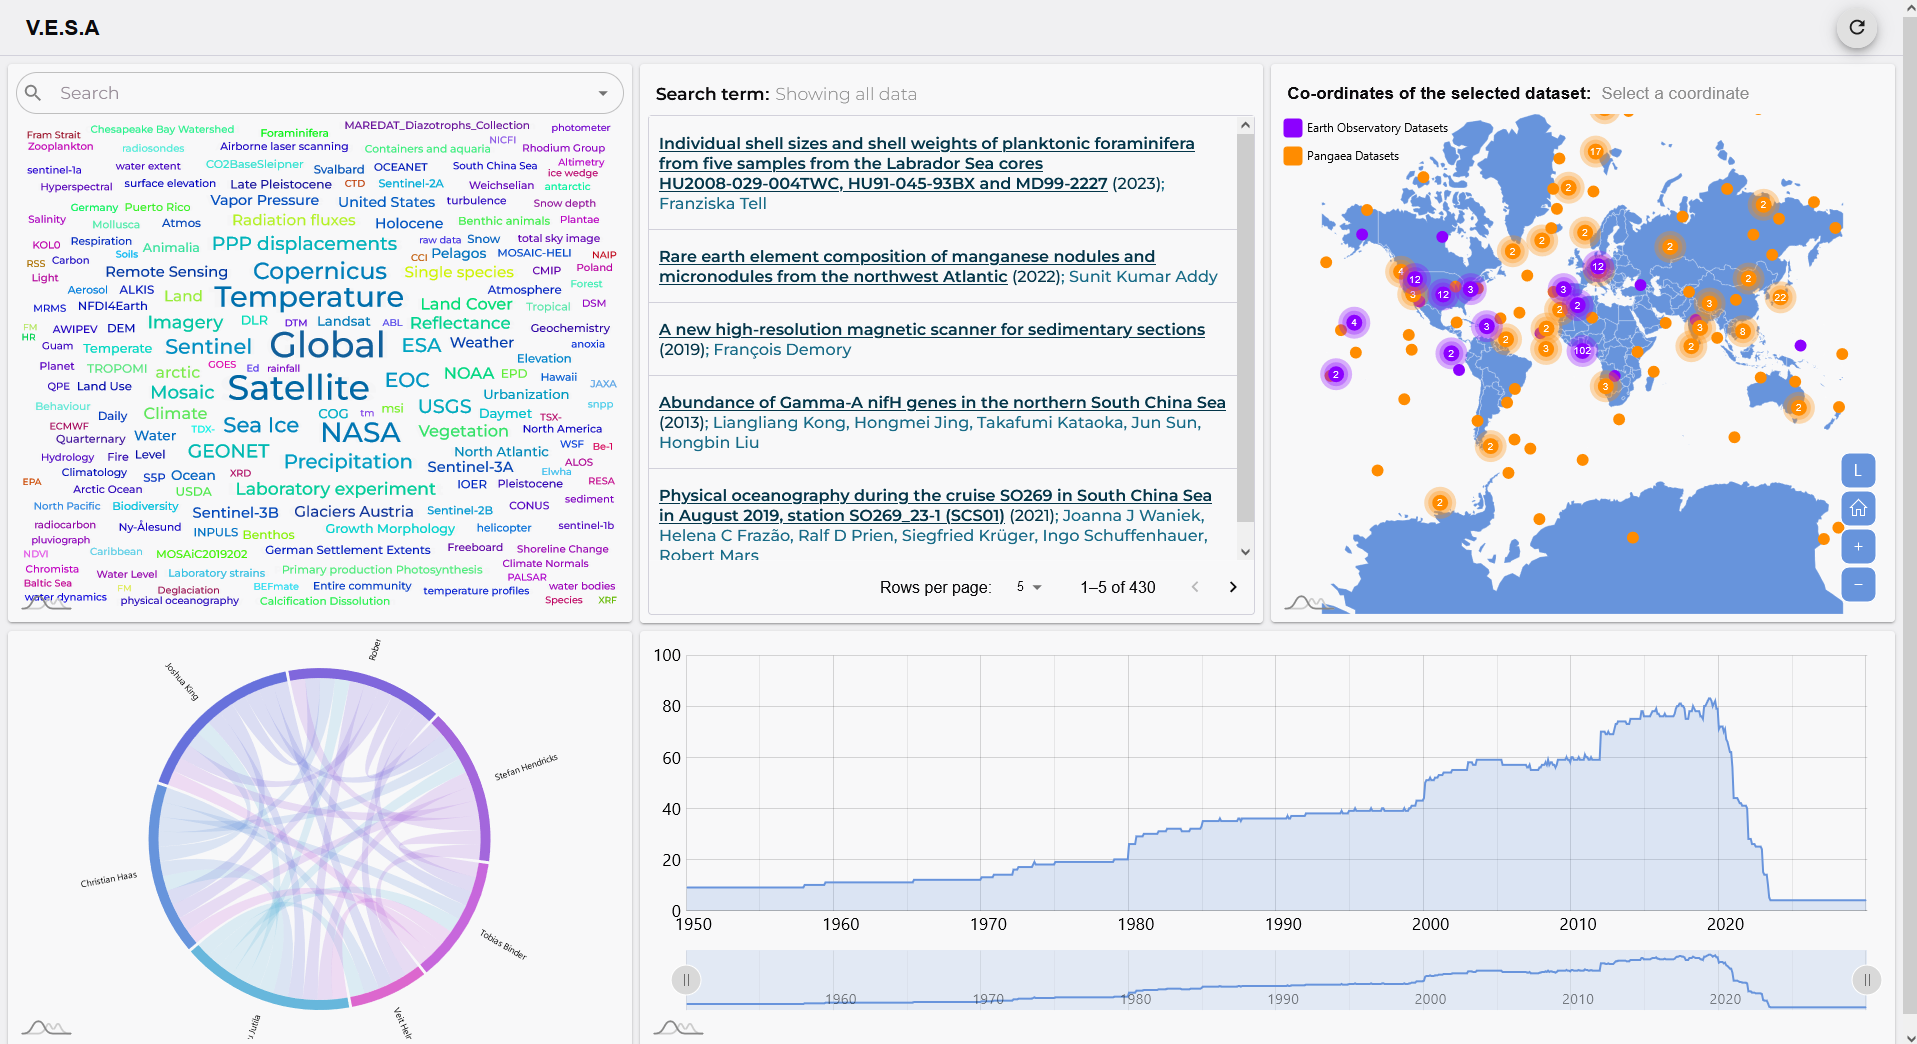 V.E.S.A
Search
Fram Strait Chesapeake Bay Watershed Foraminifera MAREDAT_Diazotrophs_Collection photometer
Zooplankton radiosondes Airborne laser scanning NICFI Containers and aquaria Rhodium Group
sentinel-1a water extent CO2BaseSleipner Svalbard OCEANET South China Sea Altimetry
ice wedge
Hyperspectral surface elevation Late Pleistocene CTD Sentinel-2A Weichselian antarctic
Germany Puerto Rico Vapor Pressure United States turbulence Snow depth
Salinity Mollusca Atmos Radiation fluxes Holocene Benthic animals Plantae
KOL0 Respiration Animalia PPP displacements raw data Snow total sky image
RSS Carbon Soils CCI Pelagos MOSAIC-HELI NAIP
Light Remote Sensing Copernicus Single species CMIP Poland
Aerosol ALKIS Land Temperature Atmosphere Forest
MRMS NFDI4Earth Land Cover Tropical DSM
FM HR AWIPEV DEM Imagery DLR DTM Landsat ABL Reflectance Geochemistry
Guam Temperate Sentinel Global ESA Weather anoxia
Planet TROPOMI arctic GOES Ed rainfall Elevation
QPE Land Use Mosaic Satellite EOC NOAA EPD Hawaii JAXA
Behaviour Daily Climate COG tm msi USGS Urbanization snpp
Daymet TSX-
ECMWF Quarternary Water TDX- Sea Ice NASA Vegetation North America
Hydrology Fire Level GEONET Precipitation North Atlantic WSF Be-1
EPA Climatology S5P Ocean XRD Sentinel-3A Elwha ALOS
Arctic Ocean USDA Laboratory experiment IOER Pleistocene RESA
North Pacific Biodiversity Sentinel-3B Glaciers Austria Sentinel-2B CONUS sediment
radiocarbon Ny-Ålesund INPULS Benthos Growth Morphology helicopter sentinel-1b
pluviograph
NDVI Caribbean MOSAiC2019202 German Settlement Extents Freeboard Shoreline Change
Chromista Water Level Laboratory strains Primary production Photosynthesis Climate Normals
Baltic Sea FM Deglaciation BEFmate Entire community PALSAR water bodies
water dynamics physical oceanography Calcification Dissolution temperature profiles Species XRF
Search term: Showing all data
Individual shell sizes and shell weights of planktonic foraminifera
from five samples from the Labrador Sea cores
HU2008-029-004TWC, HU91-045-93BX and MD99-2227 (2023);
Franziska Tell
Rare earth element composition of manganese nodules and
micronodules from the northwest Atlantic (2022); Sunit Kumar Addy
A new high-resolution magnetic scanner for sedimentary sections
(2019); François Demory
Abundance of Gamma-A nifH genes in the northern South China Sea
(2013); Liangliang Kong, Hongmei Jing, Takafumi Kataoka, Jun Sun,
Hongbin Liu
Physical oceanography during the cruise SO269 in South China Sea
in August 2019, station SO269_23-1 (SCS01) (2021); Joanna J Waniek,
Helena C Frazão, Ralf D Prien, Siegfried Krüger, Ingo Schuffenhauer,
Robert Mars
Rows per page: 5 1–5 of 430
Co-ordinates of the selected dataset: Select a coordinate
Earth Observatory Datasets
Pangaea Datasets
17
2
2
2 2 2
2
4 12 12 2
3 12 3 3 3 22
2 2
4 3 2 2 3 8
2 3 102 2
2 3
2
2
2
L
+
−
Joshua King
Rober
Stefan Hendricks
Tobias Binder
Veit Helr
Jutila
Christian Haas
100
80
60
40
20
0
1950 1960 1970 1980 1990 2000 2010 2020
1960 1970 1980 1990 2000 2010 2020